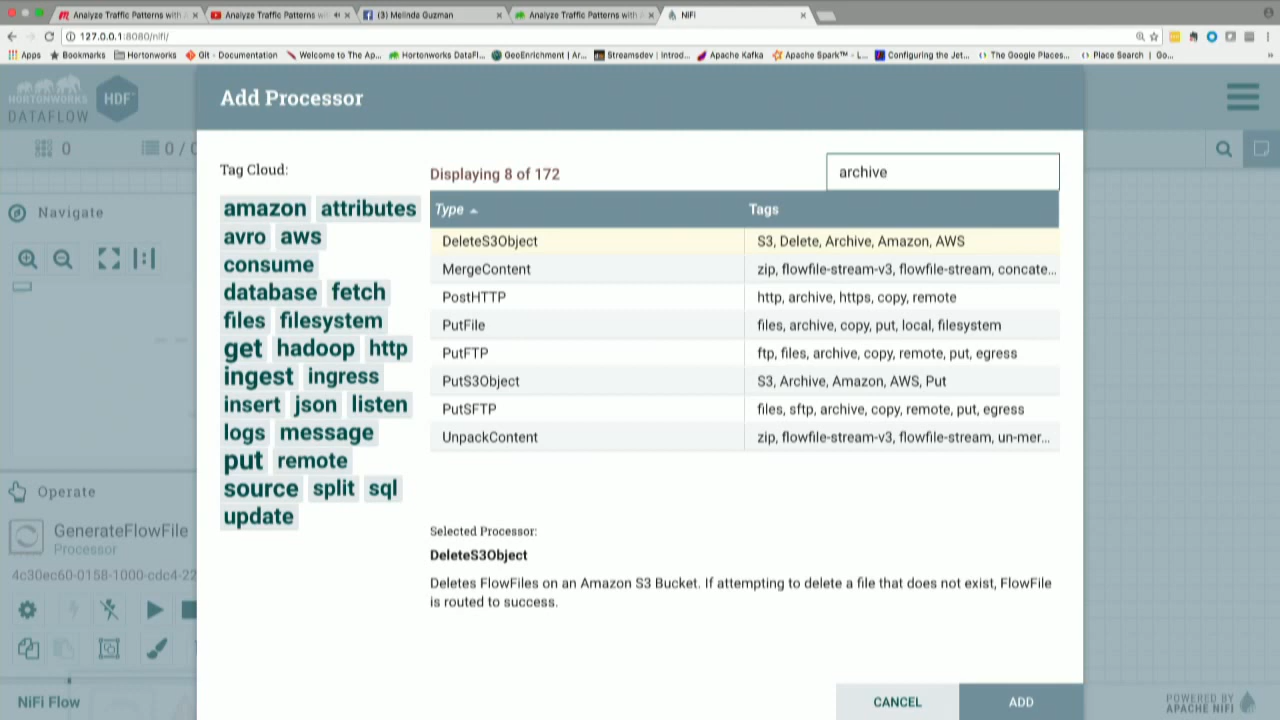 Analyze Traffic Patterns with
Analyze Traffic Patterns wi
(3) Melinda Guzman
Analyze Traffic Patterns with
NiFi
127.0.0.1:8080/nifi/
Apps
Bookmarks
Hortonworks
Git - Documentation
Welcome to The Ap...
Hortonworks DataFl...
GeoEnrichment | Ar...
Streamsdev | Introd...
Apache Kafka
Apache Spark™ - L...
Configuring the Jet...
The Google Places...
Place Search | Go...
»
HORTONWORKS
DATAFLOW
HDF
0
0 / 0
Navigate
Operate
GenerateFlowFile
Processor
4c30ec60-0158-1000-cdc4-22
NiFi Flow
Add Processor
Tag Cloud:
amazon attributes
avro aws
consume
database fetch
files filesystem
get hadoop http
ingest ingress
insert json listen
logs message
put remote
source split sql
update
Displaying 8 of 172
archive
Type Tags
DeleteS3Object S3, Delete, Archive, Amazon, AWS
MergeContent zip, flowfile-stream-v3, flowfile-stream, concate...
PostHTTP http, archive, https, copy, remote
PutFile files, archive, copy, put, local, filesystem
PutFTP ftp, files, archive, copy, remote, put, egress
PutS3Object S3, Archive, Amazon, AWS, Put
PutSFTP files, sftp, archive, copy, remote, put, egress
UnpackContent zip, flowfile-stream-v3, flowfile-stream, un-mer...
Selected Processor:
DeleteS3Object
Deletes FlowFiles on an Amazon S3 Bucket. If attempting to delete a file that does not exist, FlowFile
is routed to success.
CANCEL
ADD
POWERED BY
APACHE NIFI